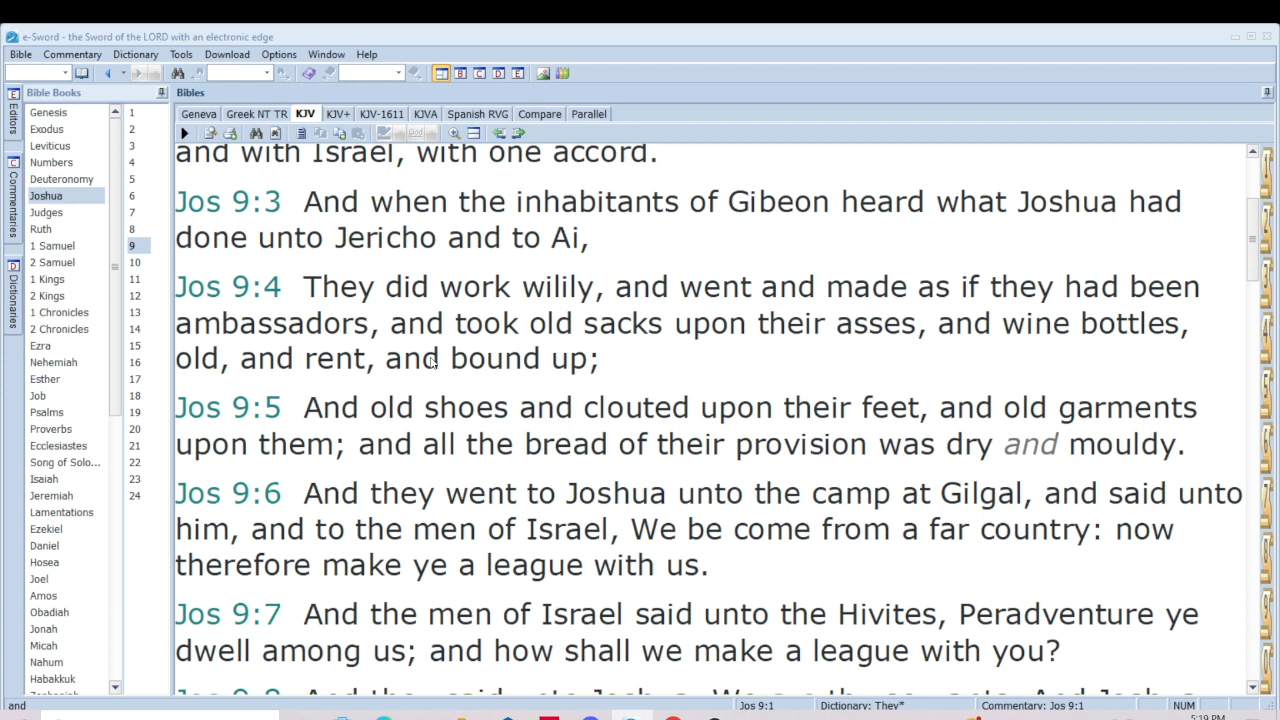 e-Sword - the Sword of the LORD with an electronic edge
Bible Commentary Dictionary Tools Download Options Window Help
B C D E
Bible Books
Bibles
E Editors
C Commentaries
D Dictionaries
Genesis
Exodus
Leviticus
Numbers
Deuteronomy
Joshua
Judges
Ruth
1 Samuel
2 Samuel
1 Kings
2 Kings
1 Chronicles
2 Chronicles
Ezra
Nehemiah
Esther
Job
Psalms
Proverbs
Ecclesiastes
Song of Solo...
Isaiah
Jeremiah
Lamentations
Ezekiel
Daniel
Hosea
Joel
Amos
Obadiah
Jonah
Micah
Nahum
Habakkuk
Zephaniah
1
2
3
4
5
6
7
8
9
10
11
12
13
14
15
16
17
18
19
20
21
22
23
24
Geneva Greek NT TR KJV KJV+ KJV-1611 KJVA Spanish RVG Compare Parallel
and with Israel, with one accord.
Jos 9:3 And when the inhabitants of Gibeon heard what Joshua had
done unto Jericho and to Ai,
Jos 9:4 They did work wilily, and went and made as if they had been
ambassadors, and took old sacks upon their asses, and wine bottles,
old, and rent, and bound up;
Jos 9:5 And old shoes and clouted upon their feet, and old garments
upon them; and all the bread of their provision was dry and mouldy.
Jos 9:6 And they went to Joshua unto the camp at Gilgal, and said unto
him, and to the men of Israel, We be come from a far country: now
therefore make ye a league with us.
Jos 9:7 And the men of Israel said unto the Hivites, Peradventure ye
dwell among us; and how shall we make a league with you?
and
Jos 9:1
Dictionary: They*
Commentary: Jos 9:1
NUM
5:19 PM